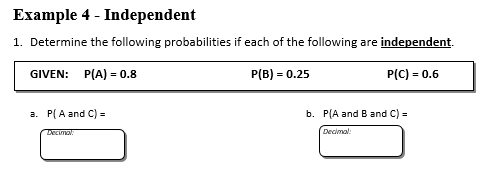 Example 4 - Independent
1. Determine the following probabilities if each of the following are independent.
GIVEN: P(A) = 0.8 P(B) = 0.25 P(C) = 0.6
a. P( A and C) = b. P(A and B and C) =
Decimal: Decimal: